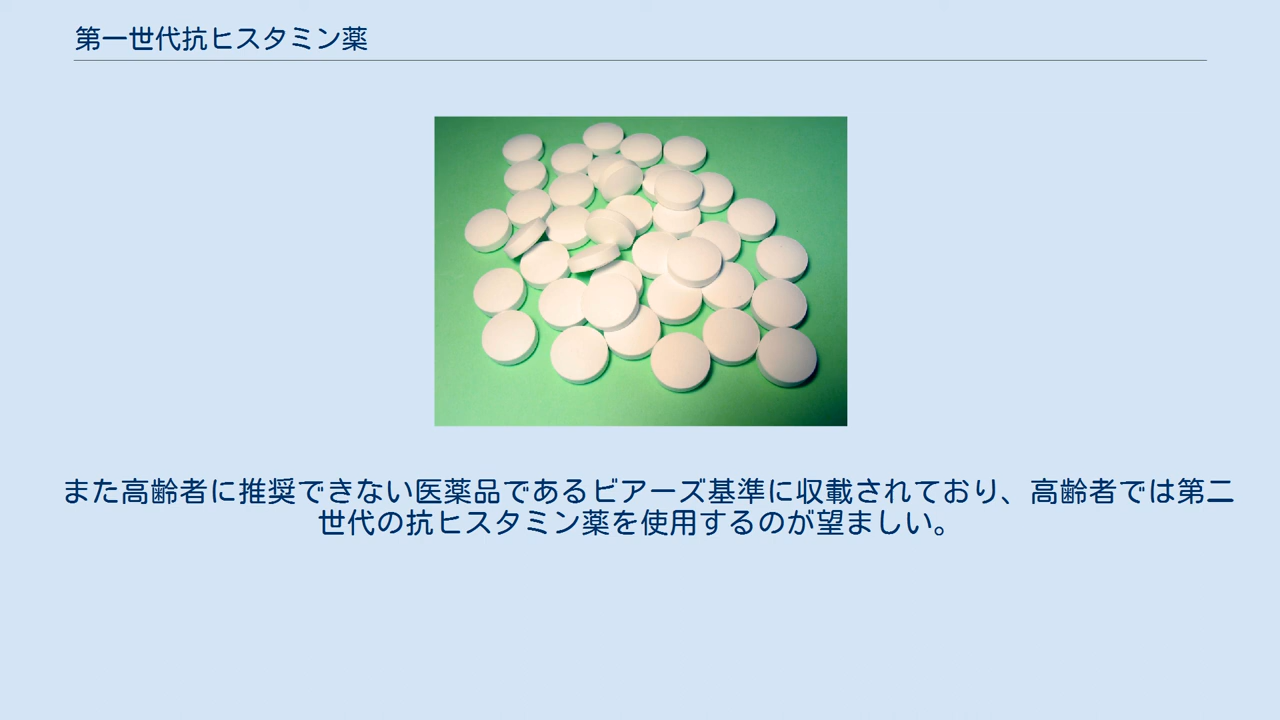 第一世代抗ヒスタミン薬
また高齢者に推奨できない医薬品であるビアーズ基準に収載されており、高齢者では第二
世代の抗ヒスタミン薬を使用するのが望ましい。